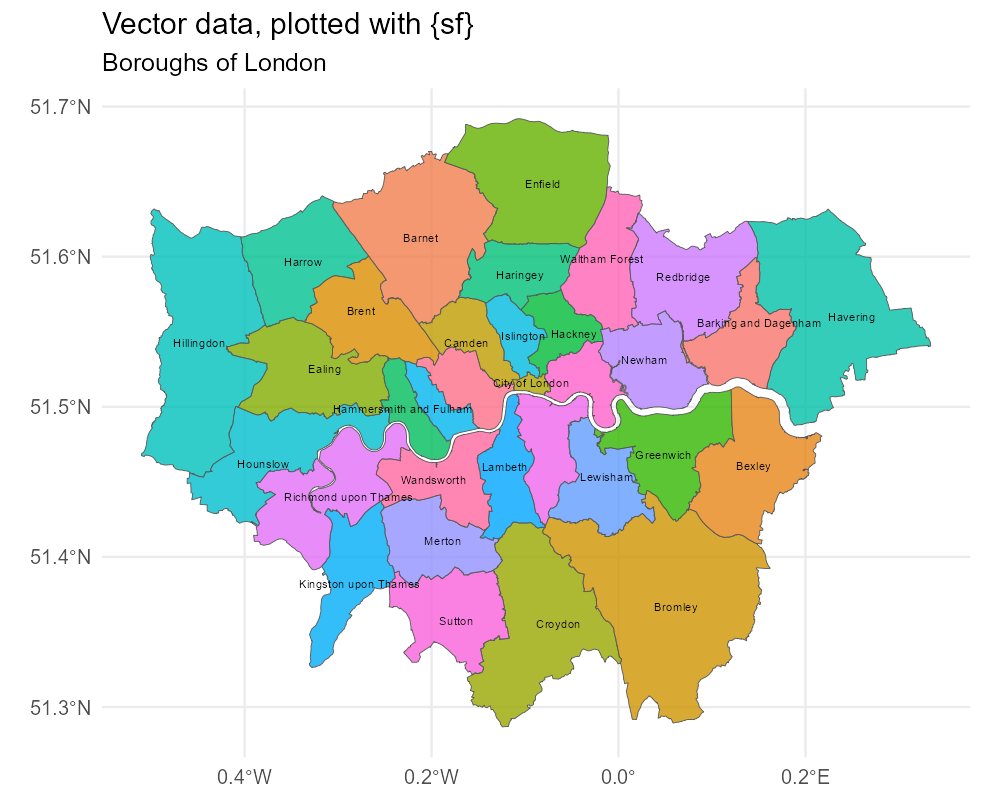 Vector data, plotted with {sf}
Boroughs of London
51.7°N
51.6°N
51.5°N
51.4°N
51.3°N
Enfield
Barnet
Harrow
Waltham Forest
Haringey
Redbridge
Brent
Havering
Barking and Dagenham
Hillingdon
Islington
Hackney
Camden
Newham
Ealing
City of London
Hammersmith and Fulham
Greenwich
Hounslow
Bexley
Lambeth
Wandsworth
Lewisham
Richmond upon Thames
Merton
Kingston upon Thames
Bromley
Sutton
Croydon
0.4°W
0.2°W
0.0°
0.2°E